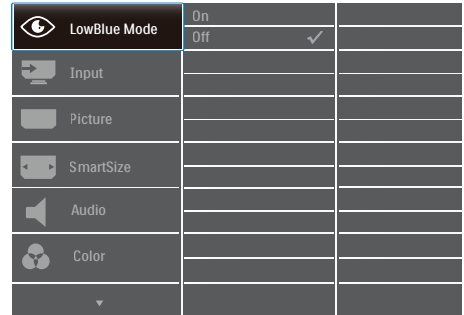 LowBlue Mode
On
Off
Input
Picture
SmartSize
Audio
Color